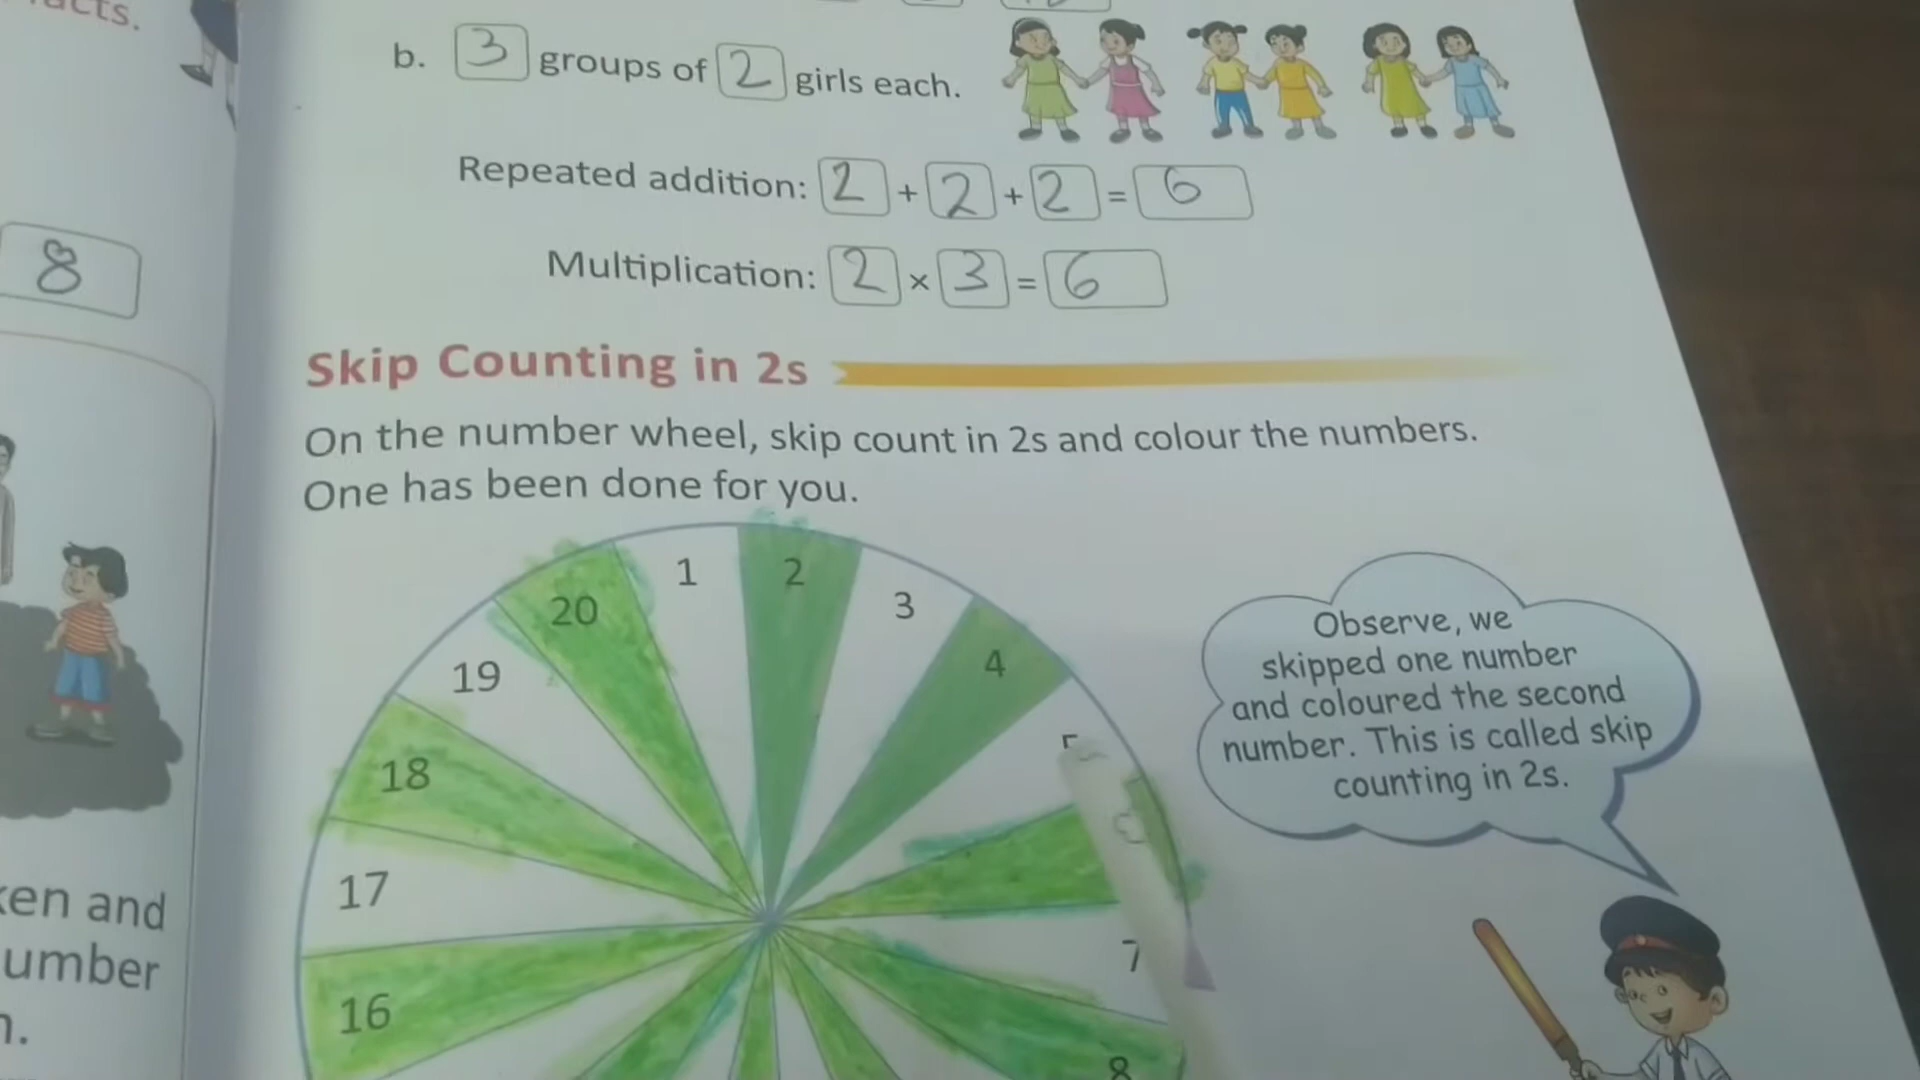 b. 3 groups of 2 girls each.
Repeated addition: 2 + 2 + 2 = 6
Multiplication: 2 × 3 = 6
8
Skip Counting in 2s
On the number wheel, skip count in 2s and colour the numbers.
One has been done for you.
1
2
3
4
7
8
16
17
18
19
20
Observe, we
skipped one number
and coloured the second
number. This is called skip
counting in 2s.
and